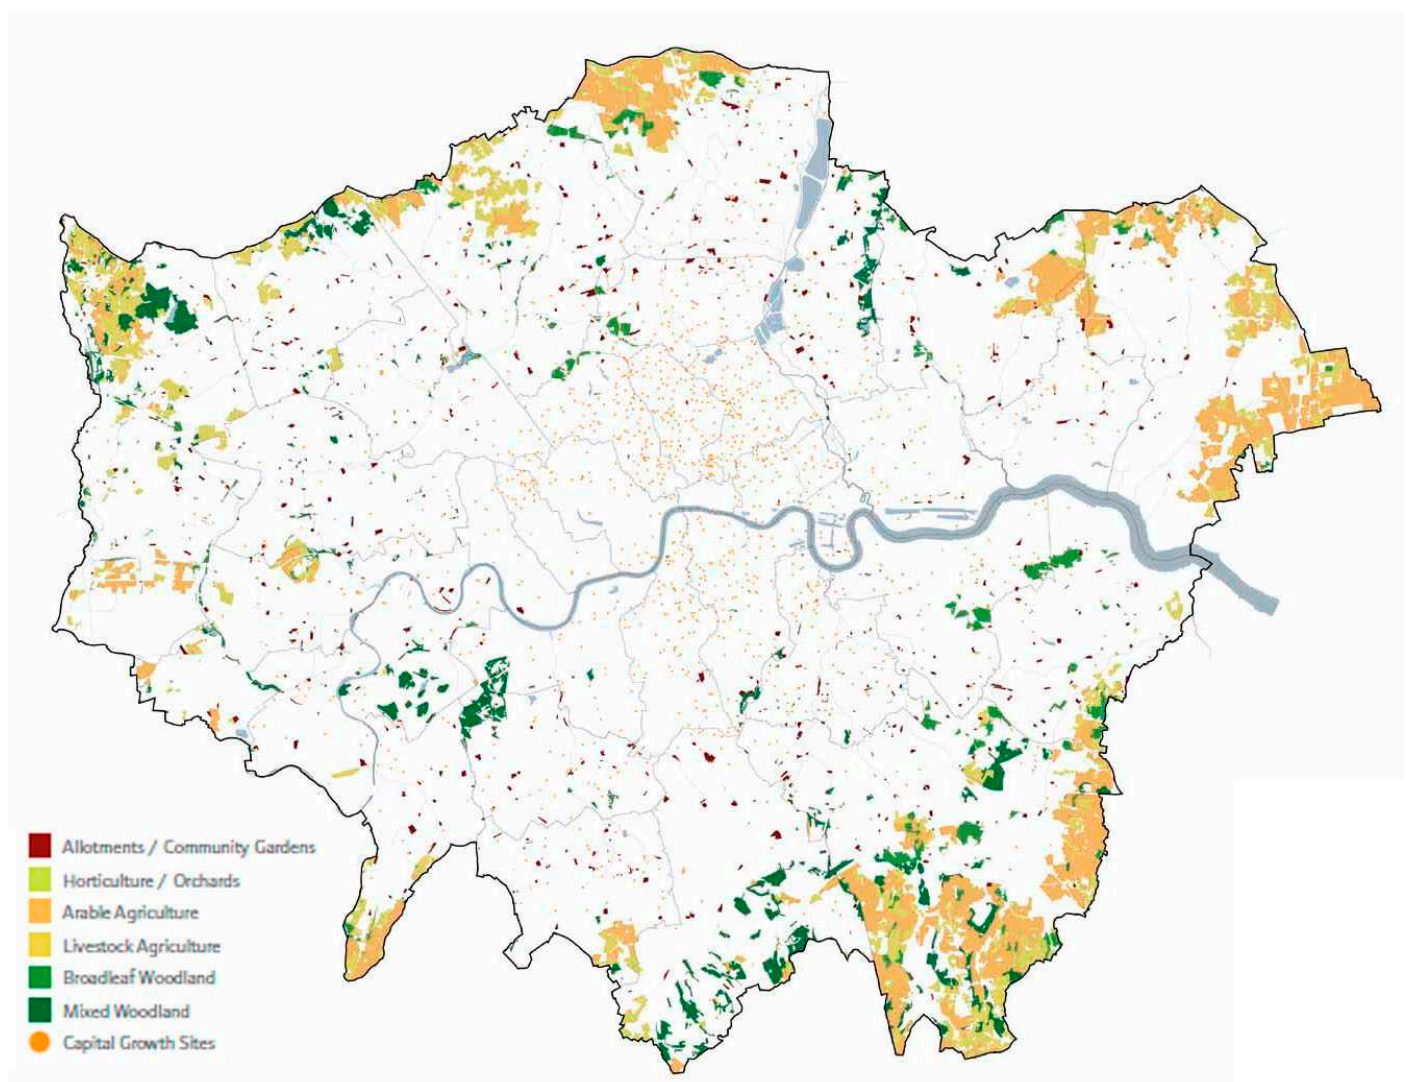 Allotments / Community Gardens
Horticulture / Orchards
Arable Agriculture
Livestock Agriculture
Broadleaf Woodland
Mixed Woodland
Capital Growth Sites